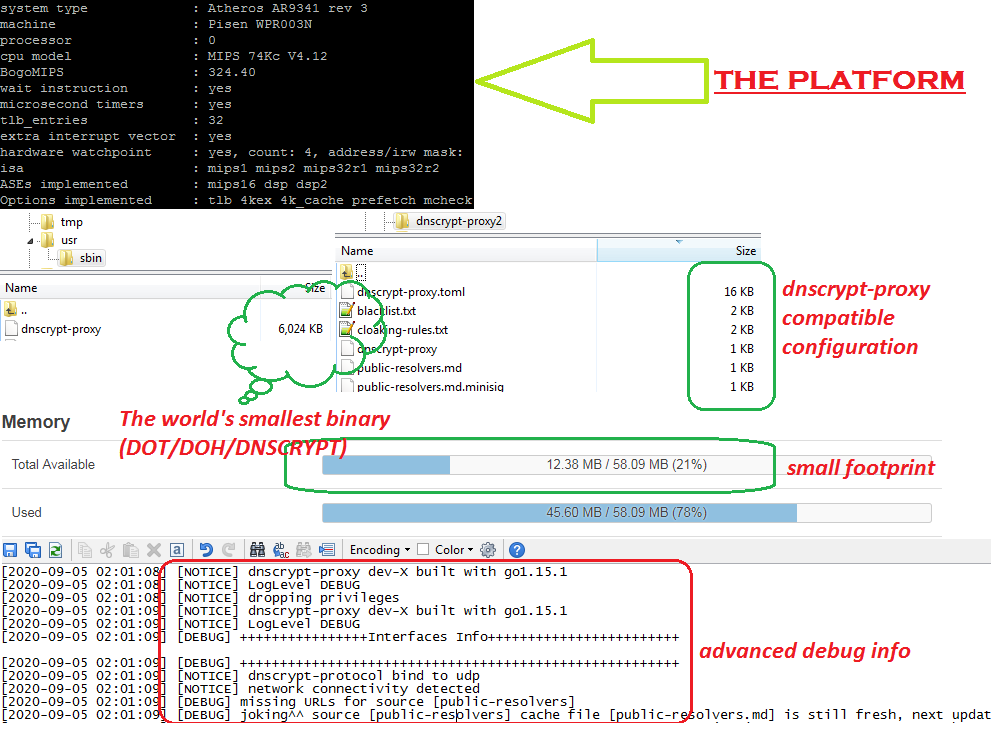 system type : Atheros AR9341 rev 3
machine : Pisen WPR003N
processor : 0
cpu model : MIPS 74Kc V4.12
BogoMIPS : 324.40
wait instruction : yes
microsecond timers : yes
tlb_entries : 32
extra interrupt vector : yes
hardware watchpoint : yes, count: 4, address/irw mask:
isa : mips1 mips2 mips32r1 mips32r2
ASEs implemented : mips16 dsp dsp2
Options implemented : tlb 4kex 4k_cache prefetch mcheck
THE PLATFORM
tmp
usr
sbin
Name Size
..
dnscrypt-proxy 6,024 KB
dnscrypt-proxy2
Name Size
..
dnscrypt-proxy.toml 16 KB
blacklist.txt 2 KB
cloaking-rules.txt 2 KB
dnscrypt-proxy 1 KB
public-resolvers.md 1 KB
public-resolvers.md.minisig 1 KB
dnscrypt-proxy
compatible
configuration
The world's smallest binary
(DOT/DOH/DNSCRYPT)
Memory
Total Available 12.38 MB / 58.09 MB (21%)
small footprint
Used 45.60 MB / 58.09 MB (78%)
Encoding Color
[2020-09-05 02:01:08] [NOTICE] dnscrypt-proxy dev-X built with go1.15.1
[2020-09-05 02:01:08] [NOTICE] LogLevel DEBUG
[2020-09-05 02:01:08] [NOTICE] dropping privileges
[2020-09-05 02:01:09] [NOTICE] dnscrypt-proxy dev-X built with go1.15.1
[2020-09-05 02:01:09] [NOTICE] LogLevel DEBUG
[2020-09-05 02:01:09] [DEBUG] ++++++++++++++++Interfaces Info+++++++++++++++++++++++++
[2020-09-05 02:01:09] [DEBUG] ++++++++++++++++++++++++++++++++++++++++++++++++++++++++
[2020-09-05 02:01:09] [NOTICE] dnscrypt-protocol bind to udp
[2020-09-05 02:01:09] [NOTICE] network connectivity detected
[2020-09-05 02:01:09] [DEBUG] missing URLs for source [public-resolvers]
[2020-09-05 02:01:09] [DEBUG] joking^^ source [public-resolvers] cache file [public-resolvers.md] is still fresh, next updat
advanced debug info